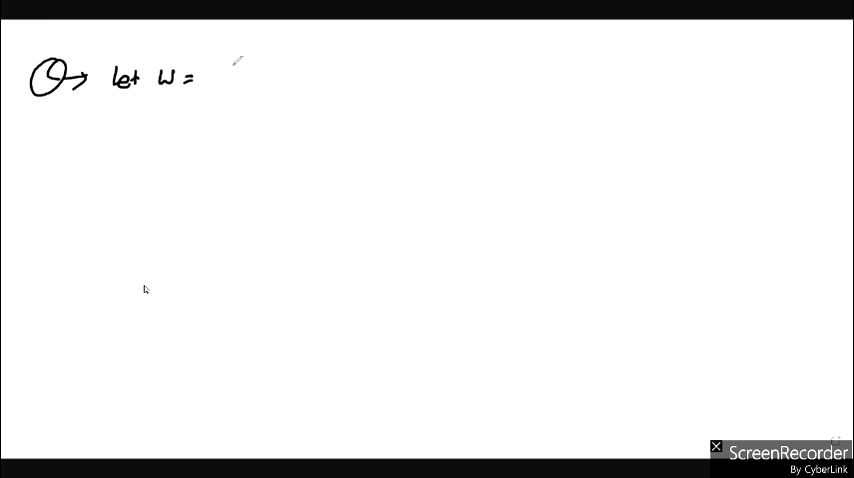 Q→ let W =
ScreenRecorder
By CyberLink